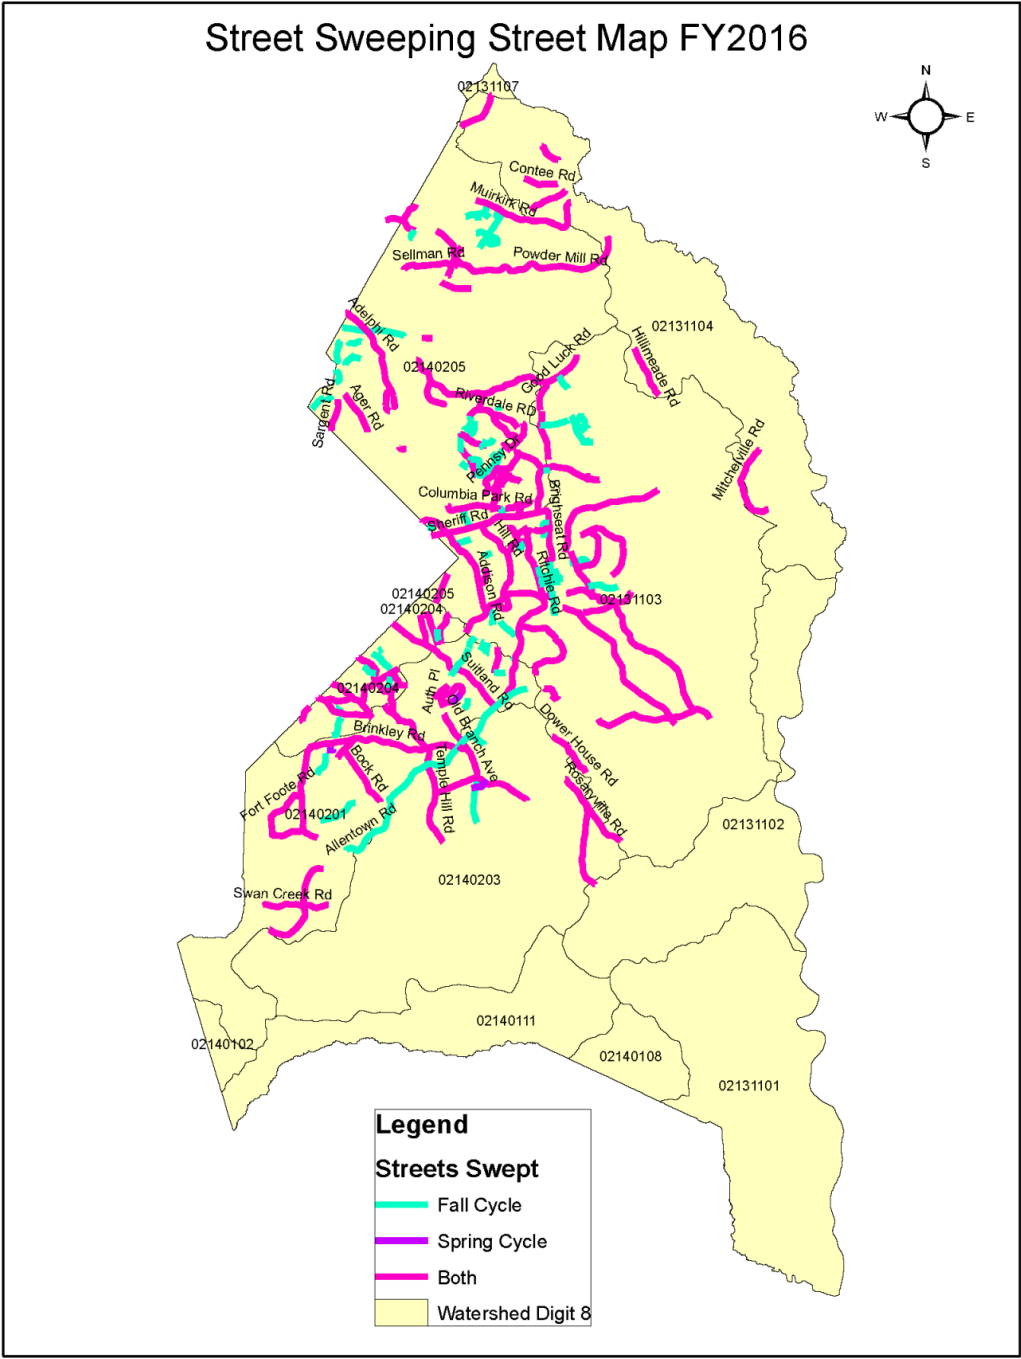 Street Sweeping Street Map FY2016
N
W
E
S
02131107
Contee Rd
Muirkirk Rd
Sellman Rd
Powder Mill Rd
Adelphi Rd
02131104
Hillimeade Rd
Good Luck Rd
02140205
Riverdale RD
Sargent Rd
Ager Rd
Pennsy Dr
Mitchelville Rd
Columbia Park Rd
Sheriff Rd
Hill Rd
Brighseat Rd
Addison Rd
Ritchie Rd
02140205
02140204
02131103
Suitland Rd
Auth Pl
02140204
Old Branch Ave
Dower House Rd
Brinkley Rd
Bock Rd
Temple Hill Rd
Rosaryville Rd
Fort Foote Rd
02140201
Allentown Rd
02131102
02140203
Swan Creek Rd
02140111
02140102
02140108
02131101
Legend
Streets Swept
Fall Cycle
Spring Cycle
Both
Watershed Digit 8